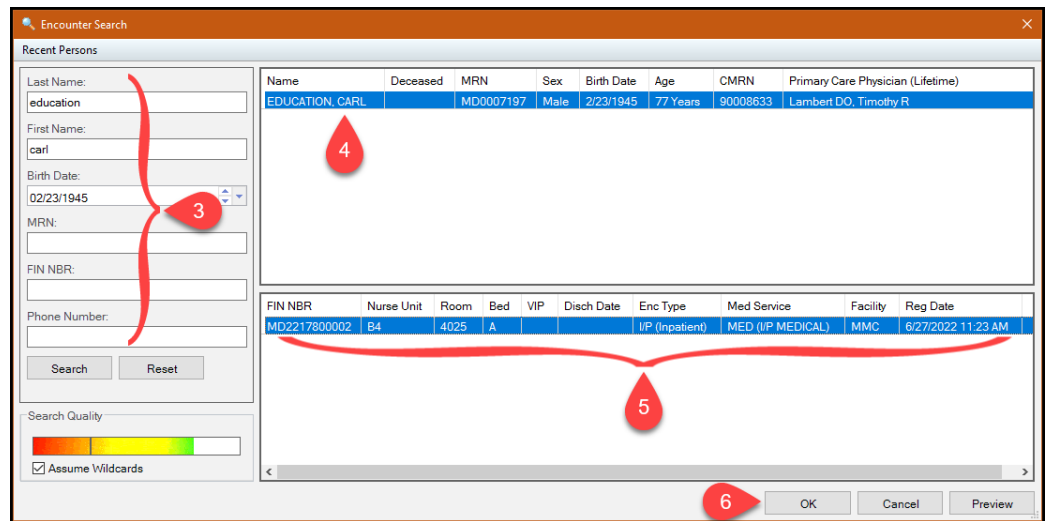 Encounter Search
Recent Persons
Last Name:
education
First Name:
carl
Birth Date:
02/23/1945
3
MRN:
FIN NBR:
Phone Number:
Search Reset
Search Quality
Assume Wildcards
Name Deceased MRN Sex Birth Date Age CMRN Primary Care Physician (Lifetime)
EDUCATION, CARL MD0007197 Male 2/23/1945 77 Years 90008633 Lambert DO, Timothy R
4
FIN NBR Nurse Unit Room Bed VIP Disch Date Enc Type Med Service Facility Reg Date
MD2217800002 B4 4025 A I/P (Inpatient) MED (I/P MEDICAL) MMC 6/27/2022 11:23 AM
5
6 OK Cancel Preview